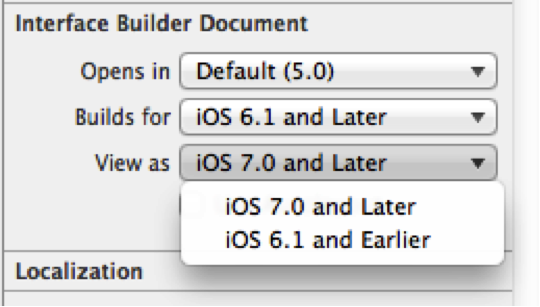 Interface Builder Document
Opens in Default (5.0)
Builds for iOS 6.1 and Later
View as iOS 7.0 and Later
iOS 7.0 and Later
iOS 6.1 and Earlier
Localization